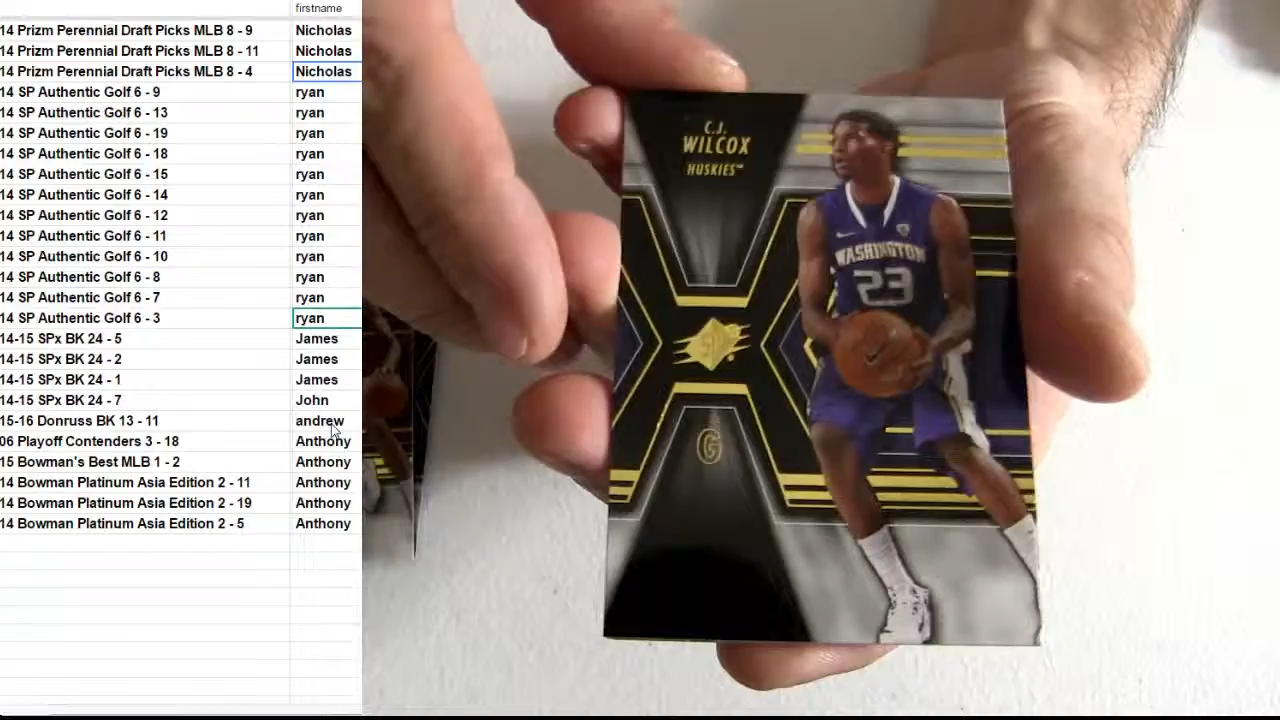 firstname
14 Prizm Perennial Draft Picks MLB 8 - 9 Nicholas
14 Prizm Perennial Draft Picks MLB 8 - 11 Nicholas
14 Prizm Perennial Draft Picks MLB 8 - 4 Nicholas
14 SP Authentic Golf 6 - 9 ryan
14 SP Authentic Golf 6 - 13 ryan
14 SP Authentic Golf 6 - 19 ryan
14 SP Authentic Golf 6 - 18 ryan
14 SP Authentic Golf 6 - 15 ryan
14 SP Authentic Golf 6 - 14 ryan
14 SP Authentic Golf 6 - 12 ryan
14 SP Authentic Golf 6 - 11 ryan
14 SP Authentic Golf 6 - 10 ryan
14 SP Authentic Golf 6 - 8 ryan
14 SP Authentic Golf 6 - 7 ryan
14 SP Authentic Golf 6 - 3 ryan
14-15 SPx BK 24 - 5 James
14-15 SPx BK 24 - 2 James
14-15 SPx BK 24 - 1 James
14-15 SPx BK 24 - 7 John
15-16 Donruss BK 13 - 11 andrew
06 Playoff Contenders 3 - 18 Anthony
15 Bowman's Best MLB 1 - 2 Anthony
14 Bowman Platinum Asia Edition 2 - 11 Anthony
14 Bowman Platinum Asia Edition 2 - 19 Anthony
14 Bowman Platinum Asia Edition 2 - 5 Anthony
C.J.
WILCOX
HUSKIES™
WASHINGTON
23
SPx
G